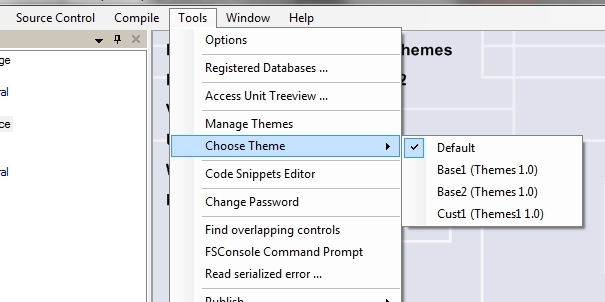 Source Control Compile Tools Window Help
Options
hemes
Registered Databases ...
2
Access Unit Treeview ...
Manage Themes
Choose Theme
Default
Base1 (Themes 1.0)
Base2 (Themes 1.0)
Cust1 (Themes1 1.0)
Code Snippets Editor
Change Password
Find overlapping controls
FSConsole Command Prompt
Read serialized error ...
Publish
ge
ral
ce
ral